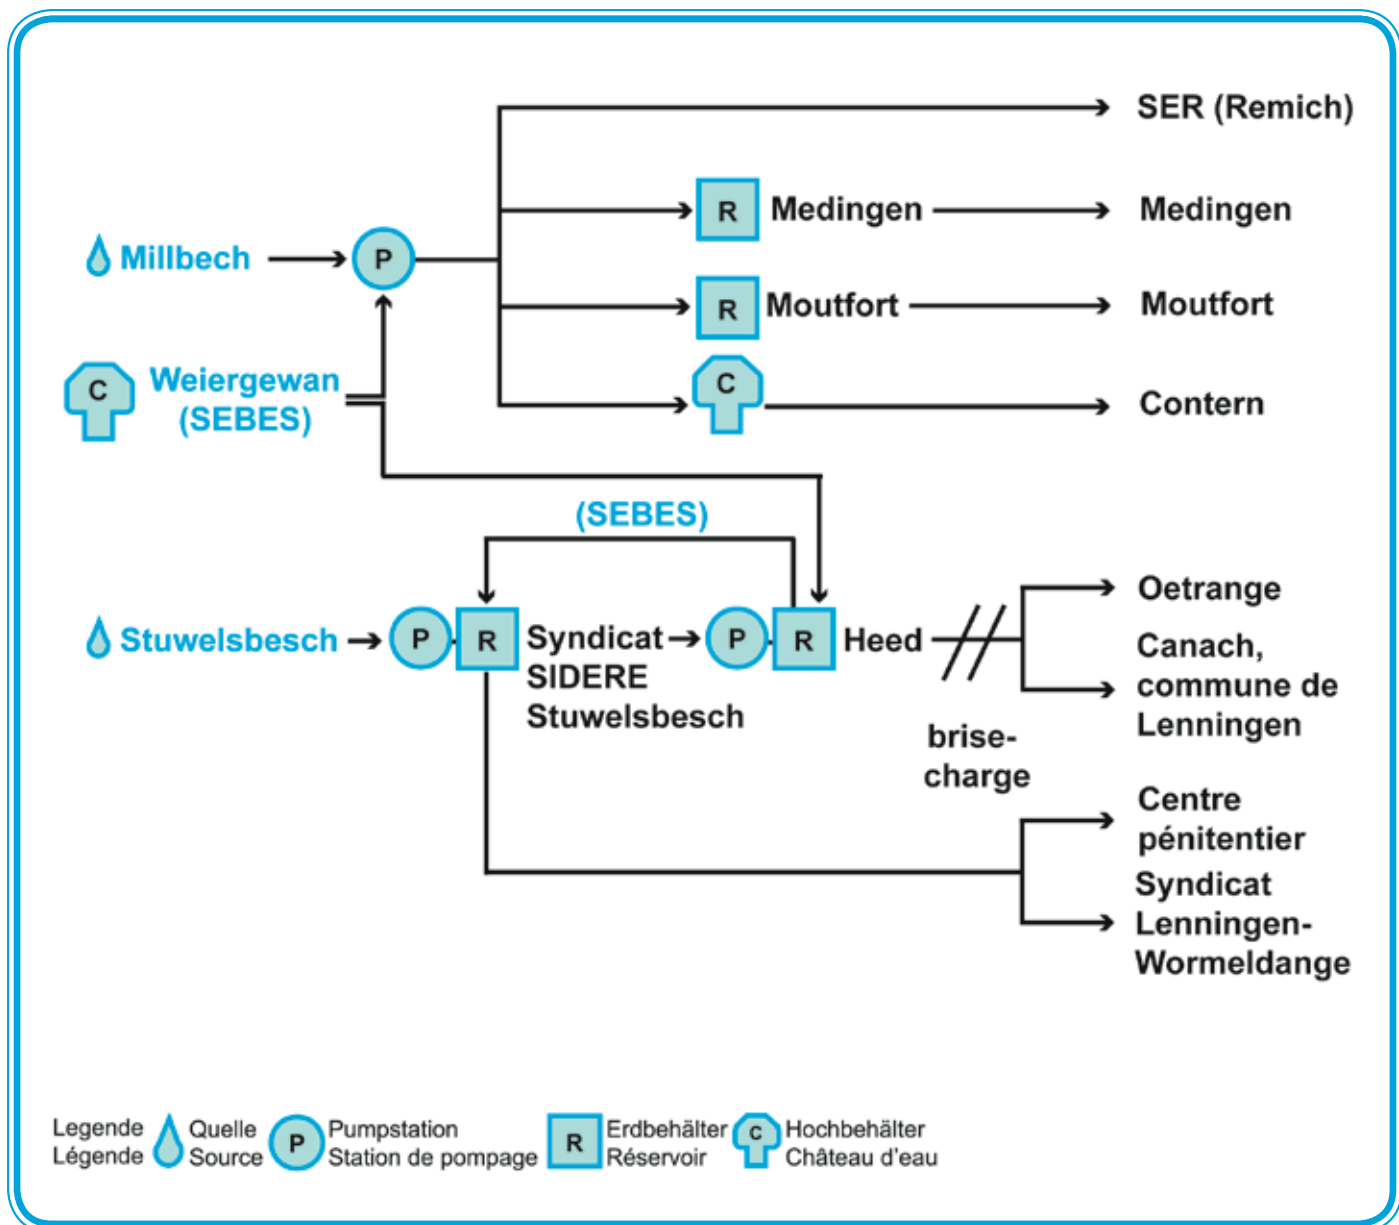 SER (Remich)
R
Medingen
Medingen
Millbech
P
R
Moutfort
Moutfort
C
Weiergewan
(SEBES)
C
Contern
(SEBES)
Stuwelsbesch
P
R
Syndicat
SIDERE
Stuwelsbesch
P
R
Heed
brise-
charge
Oetrange
Canach,
commune de
Lenningen
Centre
pénitentier
Syndicat
Lenningen-
Wormeldange
Legende
Légende
Quelle
Source
P
Pumpstation
Station de pompage
R
Erdbehälter
Réservoir
C
Hochbehälter
Château d'eau